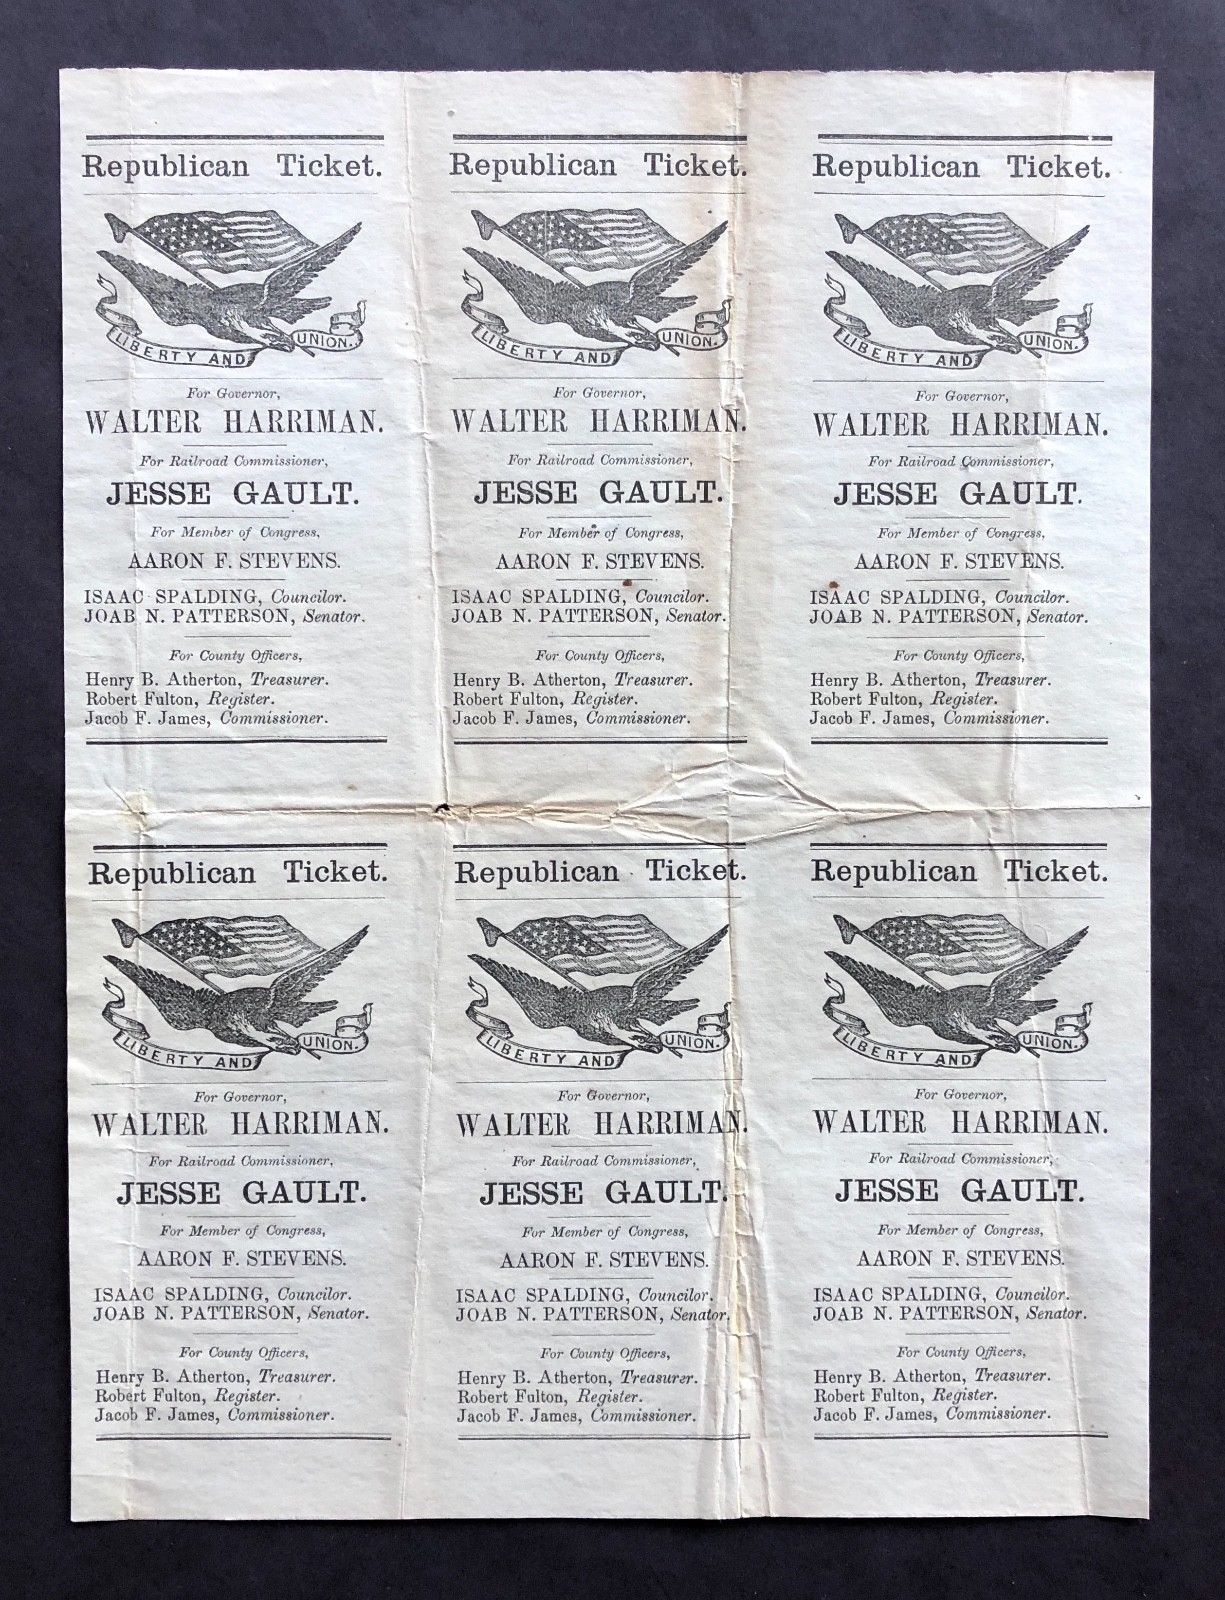 Republican Ticket.
LIBERTY AND UNION.
For Governor,
WALTER HARRIMAN.
For Railroad Commissioner,
JESSE GAULT.
For Member of Congress,
AARON F. STEVENS.
ISAAC SPALDING, Councilor.
JOAB N. PATTERSON, Senator.
For County Officers,
Henry B. Atherton, Treasurer.
Robert Fulton, Register.
Jacob F. James, Commissioner.
Republican Ticket.
LIBERTY AND UNION.
For Governor,
WALTER HARRIMAN.
For Railroad Commissioner,
JESSE GAULT.
For Member of Congress,
AARON F. STEVENS.
ISAAC SPALDING, Councilor.
JOAB N. PATTERSON, Senator.
For County Officers,
Henry B. Atherton, Treasurer.
Robert Fulton, Register.
Jacob F. James, Commissioner.
Republican Ticket.
LIBERTY AND UNION.
For Governor,
WALTER HARRIMAN.
For Railroad Commissioner,
JESSE GAULT.
For Member of Congress,
AARON F. STEVENS.
ISAAC SPALDING, Councilor.
JOAB N. PATTERSON, Senator.
For County Officers,
Henry B. Atherton, Treasurer.
Robert Fulton, Register.
Jacob F. James, Commissioner.
Republican Ticket.
LIBERTY AND UNION.
For Governor,
WALTER HARRIMAN.
For Railroad Commissioner,
JESSE GAULT.
For Member of Congress,
AARON F. STEVENS.
ISAAC SPALDING, Councilor.
JOAB N. PATTERSON, Senator.
For County Officers,
Henry B. Atherton, Treasurer.
Robert Fulton, Register.
Jacob F. James, Commissioner.
Republican Ticket.
LIBERTY AND UNION.
For Governor,
WALTER HARRIMAN.
For Railroad Commissioner,
JESSE GAULT.
For Member of Congress,
AARON F. STEVENS.
ISAAC SPALDING, Councilor.
JOAB N. PATTERSON, Senator.
For County Officers,
Henry B. Atherton, Treasurer.
Robert Fulton, Register.
Jacob F. James, Commissioner.
Republican Ticket.
LIBERTY AND UNION.
For Governor,
WALTER HARRIMAN.
For Railroad Commissioner,
JESSE GAULT.
For Member of Congress,
AARON F. STEVENS.
ISAAC SPALDING, Councilor.
JOAB N. PATTERSON, Senator.
For County Officers,
Henry B. Atherton, Treasurer.
Robert Fulton, Register.
Jacob F. James, Commissioner.